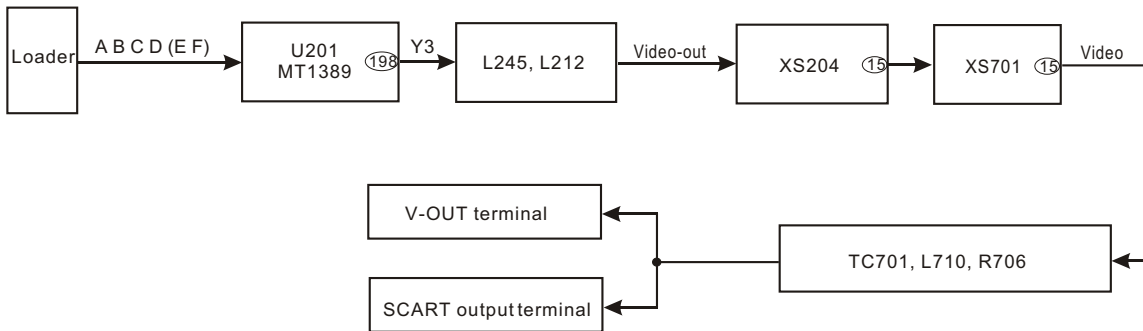 Loader
A B C D (E F)
U201
MT1389
198
Y3
L245, L212
Video-out
XS204
15
XS701
15
Video
V-OUT terminal
TC701, L710, R706
SCART output terminal